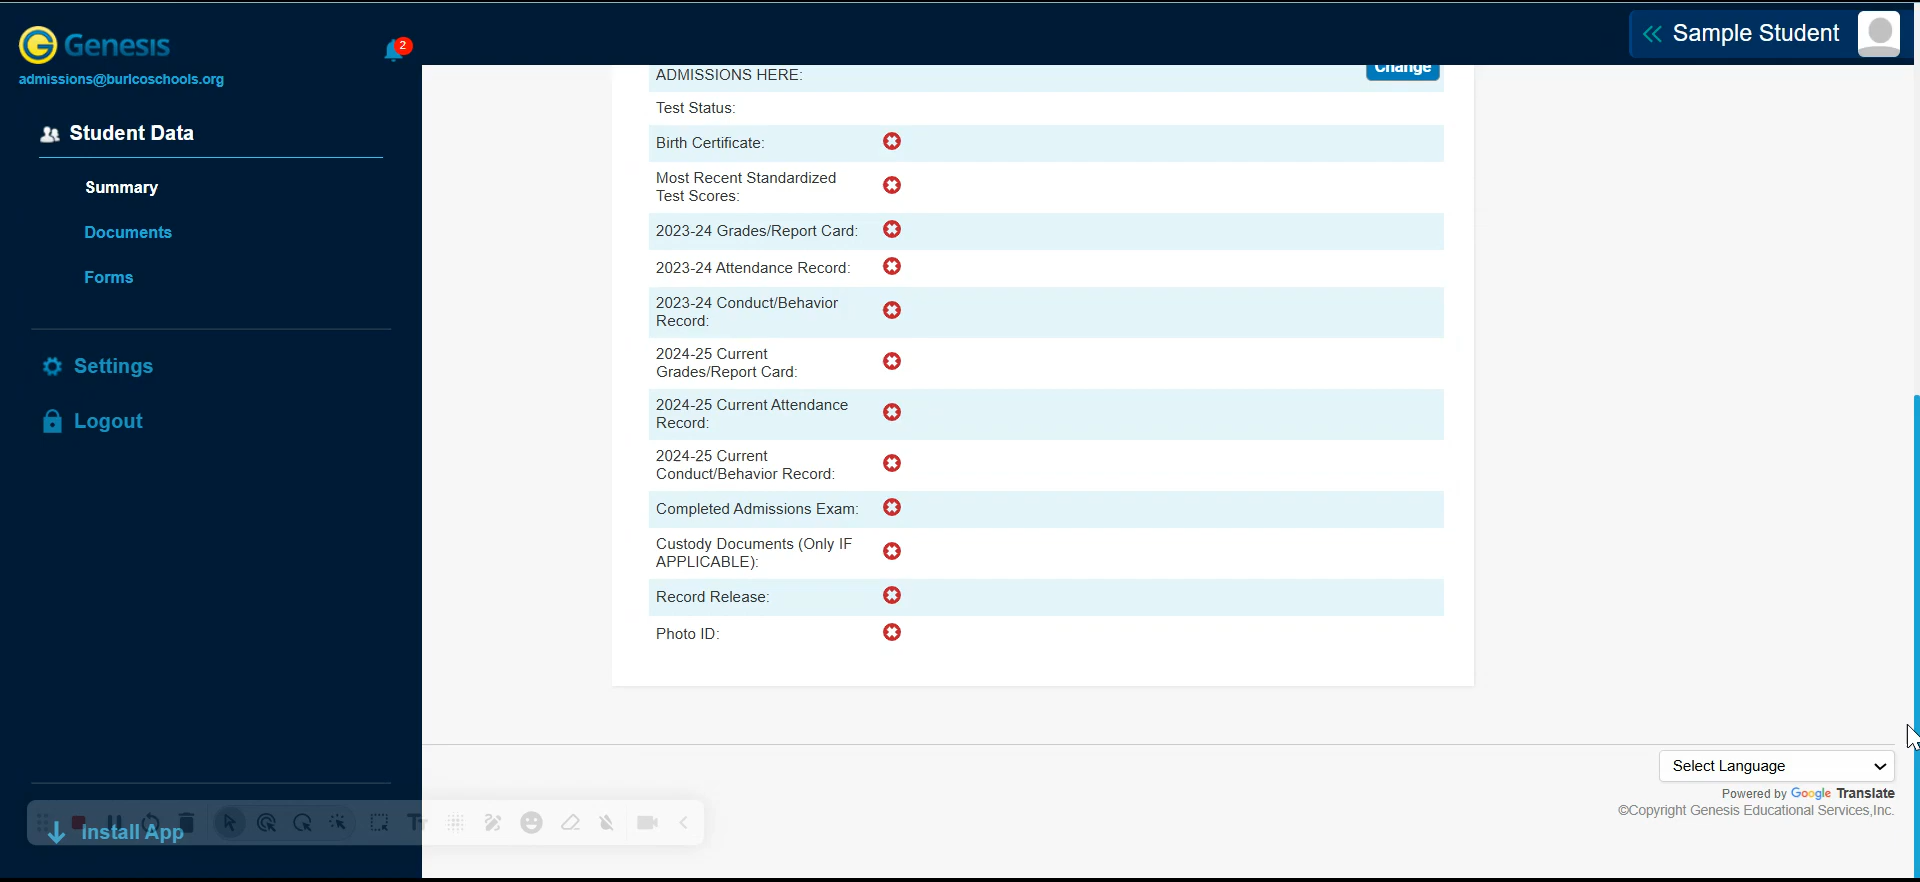 Genesis
2
admissions@burlcoschools.org
Sample Student
Student Data
Summary
Documents
Forms
Settings
Logout
Install App
ADMISSIONS HERE:
Change
Test Status:
Birth Certificate:
Most Recent Standardized
Test Scores:
2023-24 Grades/Report Card:
2023-24 Attendance Record:
2023-24 Conduct/Behavior
Record:
2024-25 Current
Grades/Report Card:
2024-25 Current Attendance
Record:
2024-25 Current
Conduct/Behavior Record:
Completed Admissions Exam:
Custody Documents (Only IF
APPLICABLE):
Record Release:
Photo ID:
Select Language
Powered by Google Translate
©Copyright Genesis Educational Services,Inc.